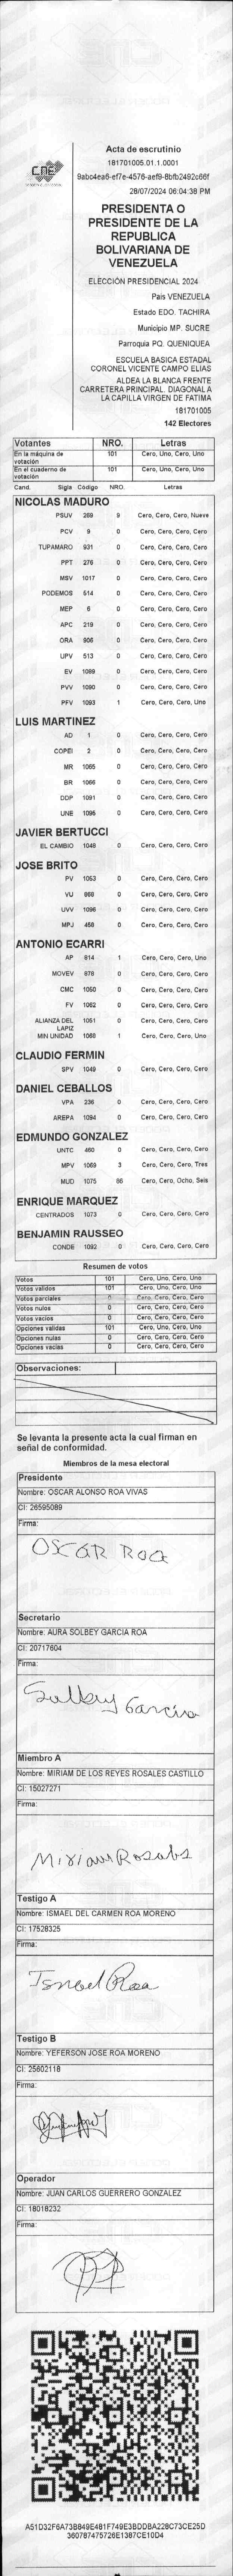 CNE
Acta de escrutinio
181701005.01.1.0001
9abc4ea6-ef7e-4576-aef9-8bfb2492c66f
28/07/2024 06:04:38 PM
PRESIDENTA O
PRESIDENTE DE LA
REPUBLICA
BOLIVARIANA DE
VENEZUELA
ELECCIÓN PRESIDENCIAL 2024
Pais VENEZUELA
Estado EDO. TACHIRA
Municipio MP. SUCRE
Parroquia PQ. QUENIQUEA
ESCUELA BASICA ESTADAL
CORONEL VICENTE CAMPO ELIAS
ALDEA LA BLANCA FRENTE
CARRETERA PRINCIPAL. DIAGONAL A
LA CAPILLA VIRGEN DE FATIMA
181701005
142 Electores
Votantes NRO. Letras
En la máquina de votación 101 Cero, Uno, Cero, Uno
En el cuaderno de votación 101 Cero, Uno, Cero, Uno
Cand. Sigla Código NRO. Letras
NICOLAS MADURO
PSUV 269 9 Cero, Cero, Cero, Nueve
PCV 9 0 Cero, Cero, Cero, Cero
TUPAMARO 931 0 Cero, Cero, Cero, Cero
PPT 276 0 Cero, Cero, Cero, Cero
MSV 1017 0 Cero, Cero, Cero, Cero
PODEMOS 514 0 Cero, Cero, Cero, Cero
MEP 6 0 Cero, Cero, Cero, Cero
APC 219 0 Cero, Cero, Cero, Cero
ORA 906 0 Cero, Cero, Cero, Cero
UPV 513 0 Cero, Cero, Cero, Cero
EV 1089 0 Cero, Cero, Cero, Cero
PVV 1090 0 Cero, Cero, Cero, Cero
PFV 1093 1 Cero, Cero, Cero, Uno
LUIS MARTINEZ
AD 1 0 Cero, Cero, Cero, Cero
COPEI 2 0 Cero, Cero, Cero, Cero
MR 1065 0 Cero, Cero, Cero, Cero
BR 1066 0 Cero, Cero, Cero, Cero
DDP 1091 0 Cero, Cero, Cero, Cero
UNE 1095 0 Cero, Cero, Cero, Cero
JAVIER BERTUCCI
EL CAMBIO 1048 0 Cero, Cero, Cero, Cero
JOSE BRITO
PV 1053 0 Cero, Cero, Cero, Cero
VU 868 0 Cero, Cero, Cero, Cero
UVV 1096 0 Cero, Cero, Cero, Cero
MPJ 458 0 Cero, Cero, Cero, Cero
ANTONIO ECARRI
AP 814 1 Cero, Cero, Cero, Uno
MOVEV 978 0 Cero, Cero, Cero, Cero
CMC 1050 0 Cero, Cero, Cero, Cero
FV 1062 0 Cero, Cero, Cero, Cero
ALIANZA DEL LAPIZ 1051 0 Cero, Cero, Cero, Cero
MIN UNIDAD 1068 1 Cero, Cero, Cero, Uno
CLAUDIO FERMIN
SPV 1049 0 Cero, Cero, Cero, Cero
DANIEL CEBALLOS
VPA 236 0 Cero, Cero, Cero, Cero
AREPA 1094 0 Cero, Cero, Cero, Cero
EDMUNDO GONZALEZ
UNTC 460 0 Cero, Cero, Cero, Cero
MPV 1069 3 Cero, Cero, Cero, Tres
MUD 1075 86 Cero, Cero, Ocho, Seis
ENRIQUE MARQUEZ
CENTRADOS 1073 0 Cero, Cero, Cero, Cero
BENJAMIN RAUSSEO
CONDE 1092 0 Cero, Cero, Cero, Cero
Resumen de votos
Votos 101 Cero, Uno, Cero, Uno
Votos validos 101 Cero, Uno, Cero, Uno
Votos parciales 0 Cero, Cero, Cero, Cero
Votos nulos 0 Cero, Cero, Cero, Cero
Votos vacios 0 Cero, Cero, Cero, Cero
Opciones validas 101 Cero, Uno, Cero, Uno
Opciones nulas 0 Cero, Cero, Cero, Cero
Opciones vacias 0 Cero, Cero, Cero, Cero
Observaciones:
Se levanta la presente acta la cual firman en
señal de conformidad.
Miembros de la mesa electoral
Presidente
Nombre: OSCAR ALONSO ROA VIVAS
CI: 26595089
Firma:
OSCAR ROA
Secretario
Nombre: AURA SOLBEY GARCIA ROA
CI: 20717604
Firma:
Solbey Garcia
Miembro A
Nombre: MIRIAM DE LOS REYES ROSALES CASTILLO
CI: 15027271
Firma:
Miriam Rosales
Testigo A
Nombre: ISMAEL DEL CARMEN ROA MORENO
CI: 17528325
Firma:
Ismael Roa
Testigo B
Nombre: YEFERSON JOSE ROA MORENO
CI: 25602118
Firma:
Operador
Nombre: JUAN CARLOS GUERRERO GONZALEZ
CI: 18018232
Firma:
A51D32F6A73B849E481F749E3BDDBA228C73CE25D
360787475726E1387CE10D4